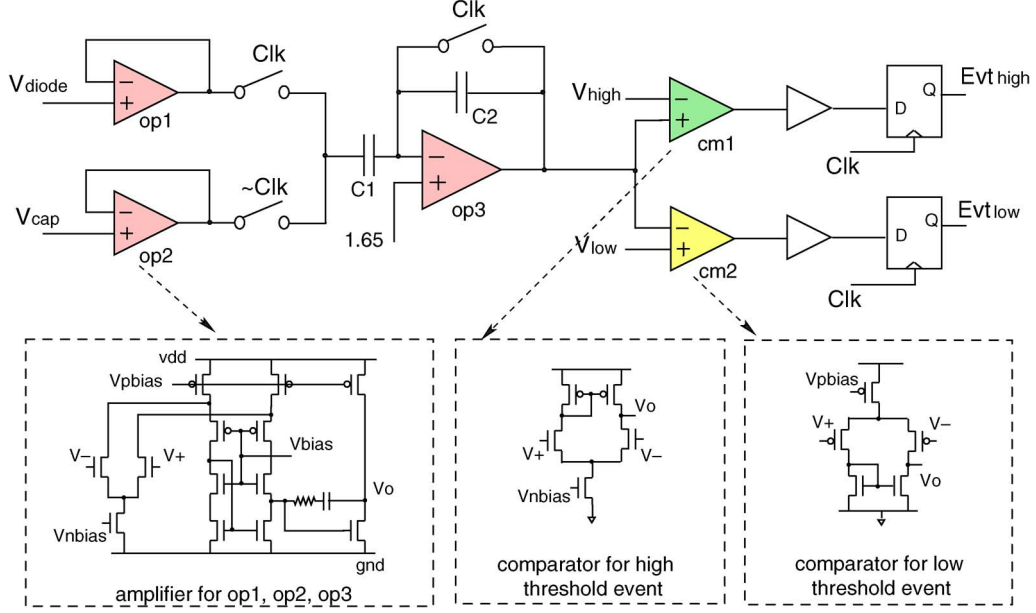 Clk
Vdiode
−
+
op1
Clk
C2
C1
−
+
op3
1.65
Vcap
−
+
op2
~Clk
Vhigh
−
+
cm1
D
Q
Evt high
Clk
Vlow
−
+
cm2
D
Q
Evtlow
Clk
vdd
Vpbias
Vbias
V−
V+
Vo
Vnbias
gnd
amplifier for op1, op2, op3
Vo
V+
V−
Vnbias
comparator for high
threshold event
Vpbias
V+
V−
Vo
comparator for low
threshold event